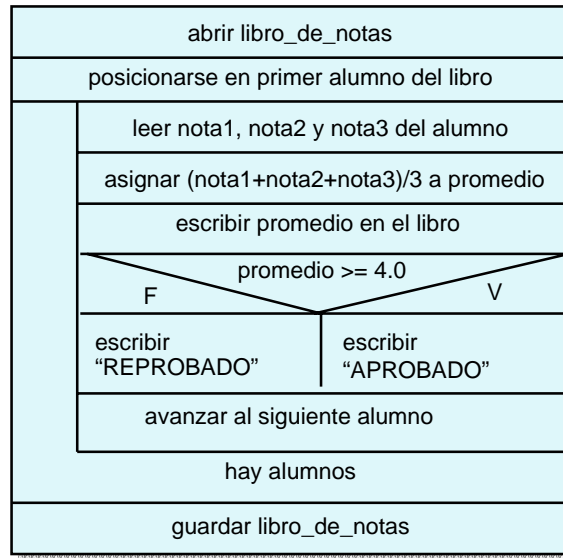 abrir libro_de_notas
posicionarse en primer alumno del libro
leer nota1, nota2 y nota3 del alumno
asignar (nota1+nota2+nota3)/3 a promedio
escribir promedio en el libro
promedio >= 4.0
F
V
escribir
“REPROBADO”
escribir
“APROBADO”
avanzar al siguiente alumno
hay alumnos
guardar libro_de_notas